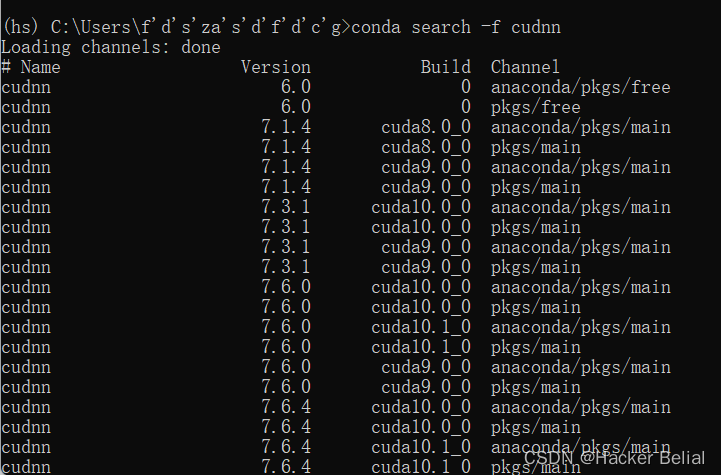 (hs) C:\Users\f'd's'za's'd'f'd'c'g>conda search -f cudnn
Loading channels: done
# Name Version Build Channel
cudnn 6.0 0 anaconda/pkgs/free
cudnn 6.0 0 pkgs/free
cudnn 7.1.4 cuda8.0_0 anaconda/pkgs/main
cudnn 7.1.4 cuda8.0_0 pkgs/main
cudnn 7.1.4 cuda9.0_0 anaconda/pkgs/main
cudnn 7.1.4 cuda9.0_0 pkgs/main
cudnn 7.3.1 cuda10.0_0 anaconda/pkgs/main
cudnn 7.3.1 cuda10.0_0 pkgs/main
cudnn 7.3.1 cuda9.0_0 anaconda/pkgs/main
cudnn 7.3.1 cuda9.0_0 pkgs/main
cudnn 7.6.0 cuda10.0_0 anaconda/pkgs/main
cudnn 7.6.0 cuda10.0_0 pkgs/main
cudnn 7.6.0 cuda10.1_0 anaconda/pkgs/main
cudnn 7.6.0 cuda10.1_0 pkgs/main
cudnn 7.6.0 cuda9.0_0 anaconda/pkgs/main
cudnn 7.6.0 cuda9.0_0 pkgs/main
cudnn 7.6.4 cuda10.0_0 anaconda/pkgs/main
cudnn 7.6.4 cuda10.0_0 pkgs/main
cudnn 7.6.4 cuda10.1_0 anaconda/pkgs/main
cudnn 7.6.4 cuda10.1_0 pkgs/main
CSDN @Hacker Belial